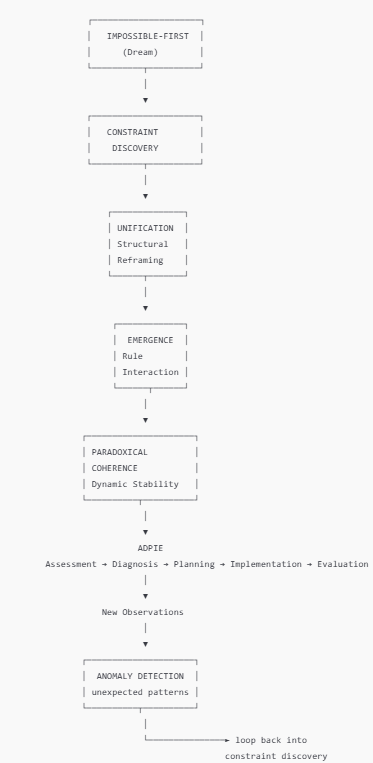 IMPOSSIBLE-FIRST
(Dream)
CONSTRAINT
DISCOVERY
UNIFICATION
Structural
Reframing
EMERGENCE
Rule
Interaction
PARADOXICAL
COHERENCE
Dynamic Stability
ADPIE
Assessment → Diagnosis → Planning → Implementation → Evaluation
New Observations
ANOMALY DETECTION
unexpected patterns
loop back into
constraint discovery